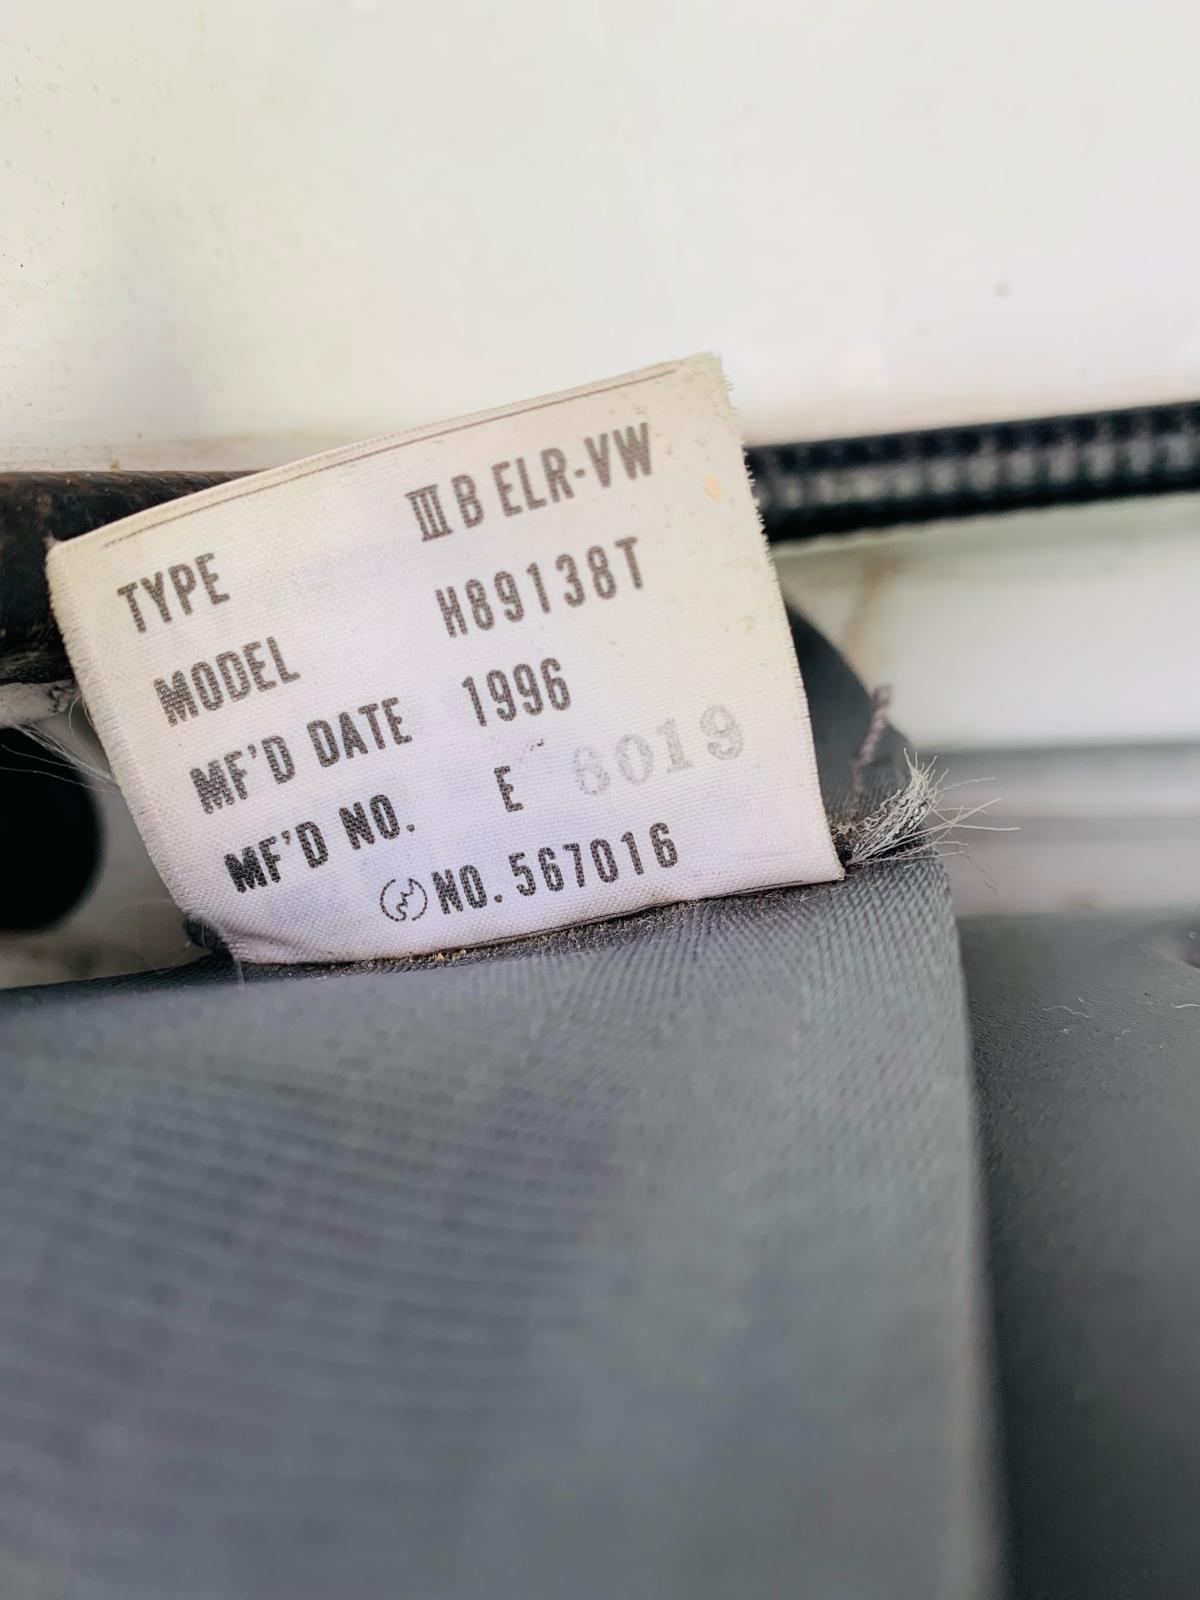 TYPE III B ELR-VW
MODEL H89138T
MF'D DATE 1996
MF'D NO. E 6019
NO. 567016